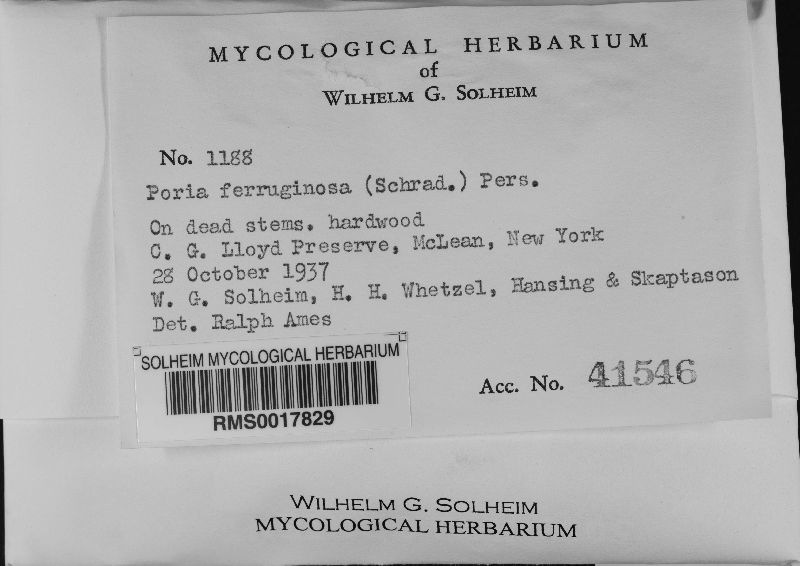 MYCOLOGICAL HERBARIUM
of
WILHELM G. SOLHEIM
No. 1188
Poria ferruginosa (Schrad.) Pers.
On dead stems. hardwood
C. G. Lloyd Preserve, McLean, New York
28 October 1937
W. G. Solheim, H. H. Whetzel, Hansing & Skaptason
Det. Ralph Ames
SOLHEIM MYCOLOGICAL HERBARIUM
RMS0017829
Acc. No. 41546
WILHELM G. SOLHEIM
MYCOLOGICAL HERBARIUM